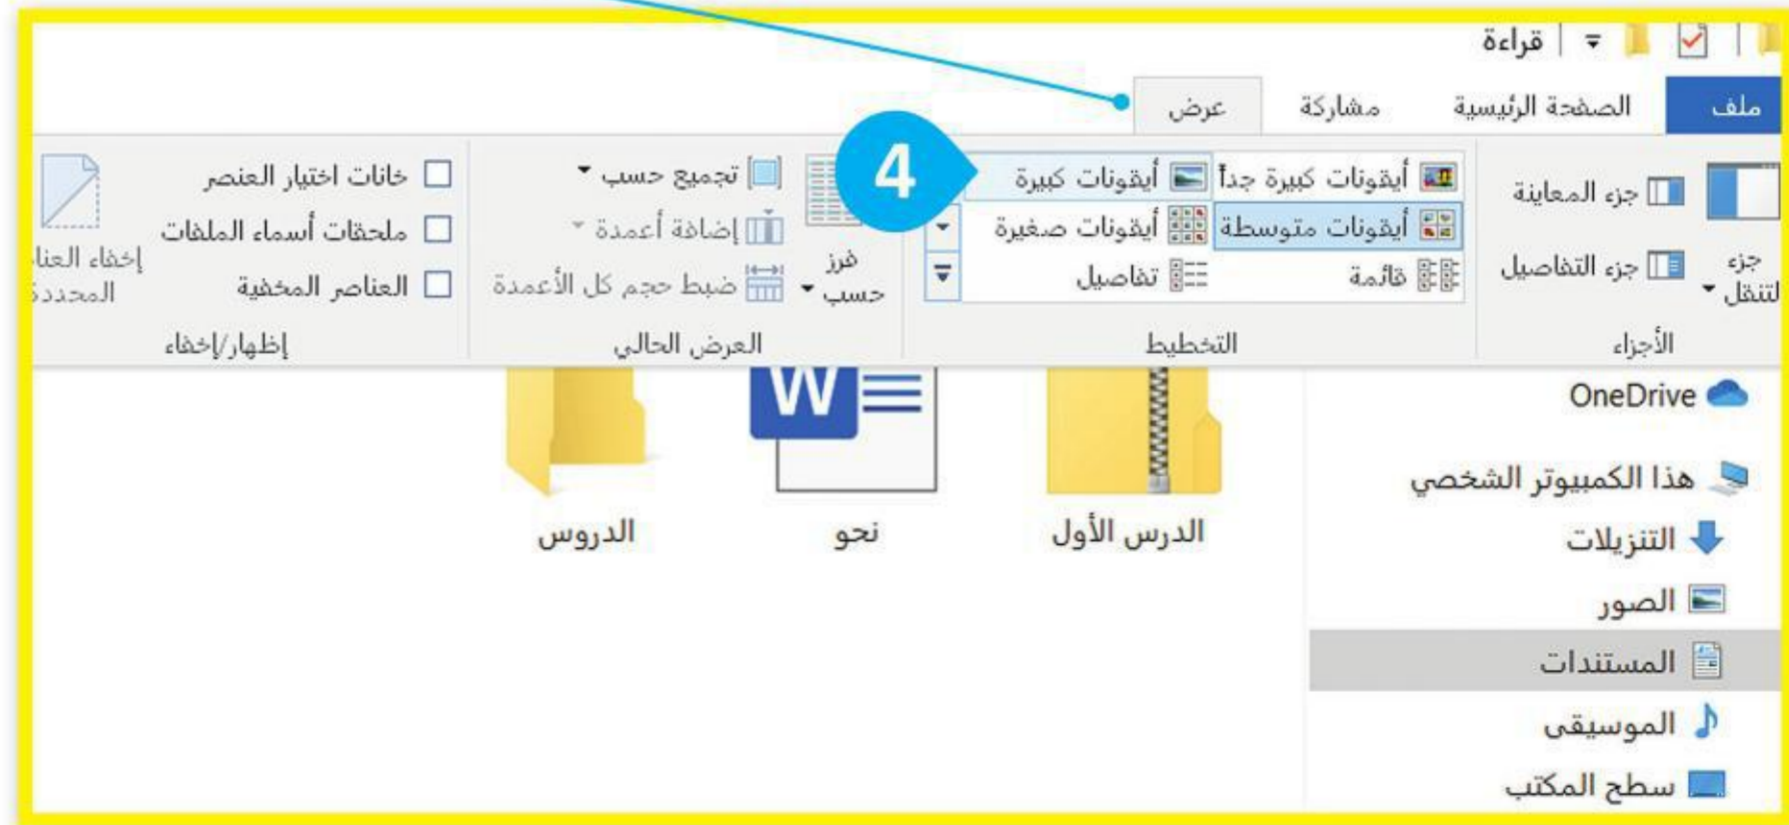 قراءة
ملف الصفحة الرئيسية مشاركة عرض
4
جزء المعاينة
جزء التفاصيل
جزء
لتنقل
الأجزاء
أيقونات كبيرة جداً أيقونات كبيرة
أيقونات متوسطة أيقونات صغيرة
قائمة تفاصيل
التخطيط
فرز
حسب
تجميع حسب
إضافة أعمدة
ضبط حجم كل الأعمدة
العرض الحالي
خانات اختيار العنصر
ملحقات أسماء الملفات
العناصر المخفية
إخفاء العنا
المحددة
إظهار/إخفاء
OneDrive
هذا الكمبيوتر الشخصي
التنزيلات
الصور
المستندات
الموسيقى
سطح المكتب
W
الدرس الأول نحو الدروس